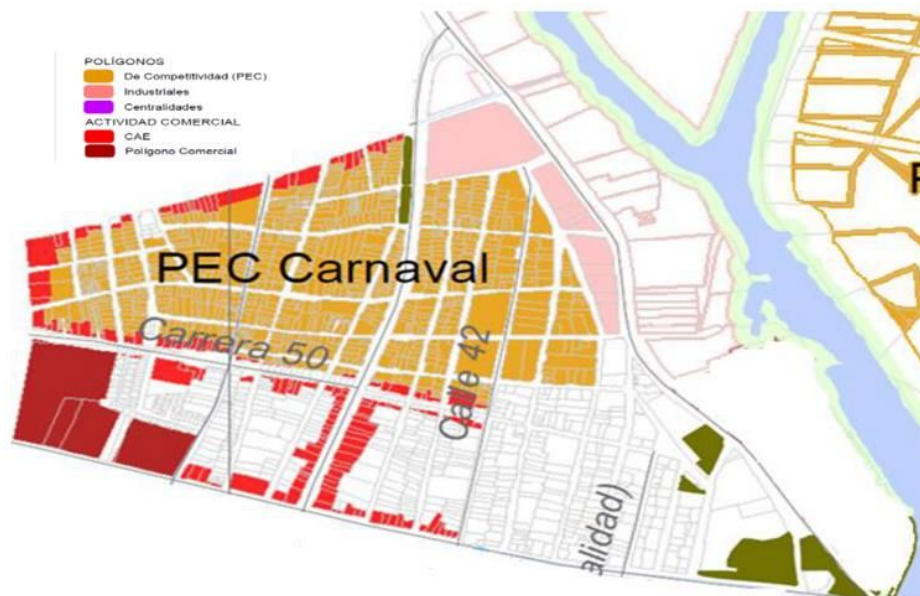 POLÍGONOS
De Competitividad (PEC)
Industriales
Centralidades
ACTIVIDAD COMERCIAL
CAE
Polígono Comercial
P
PEC Carnaval
Carrera 50
Calle 42
alidad)